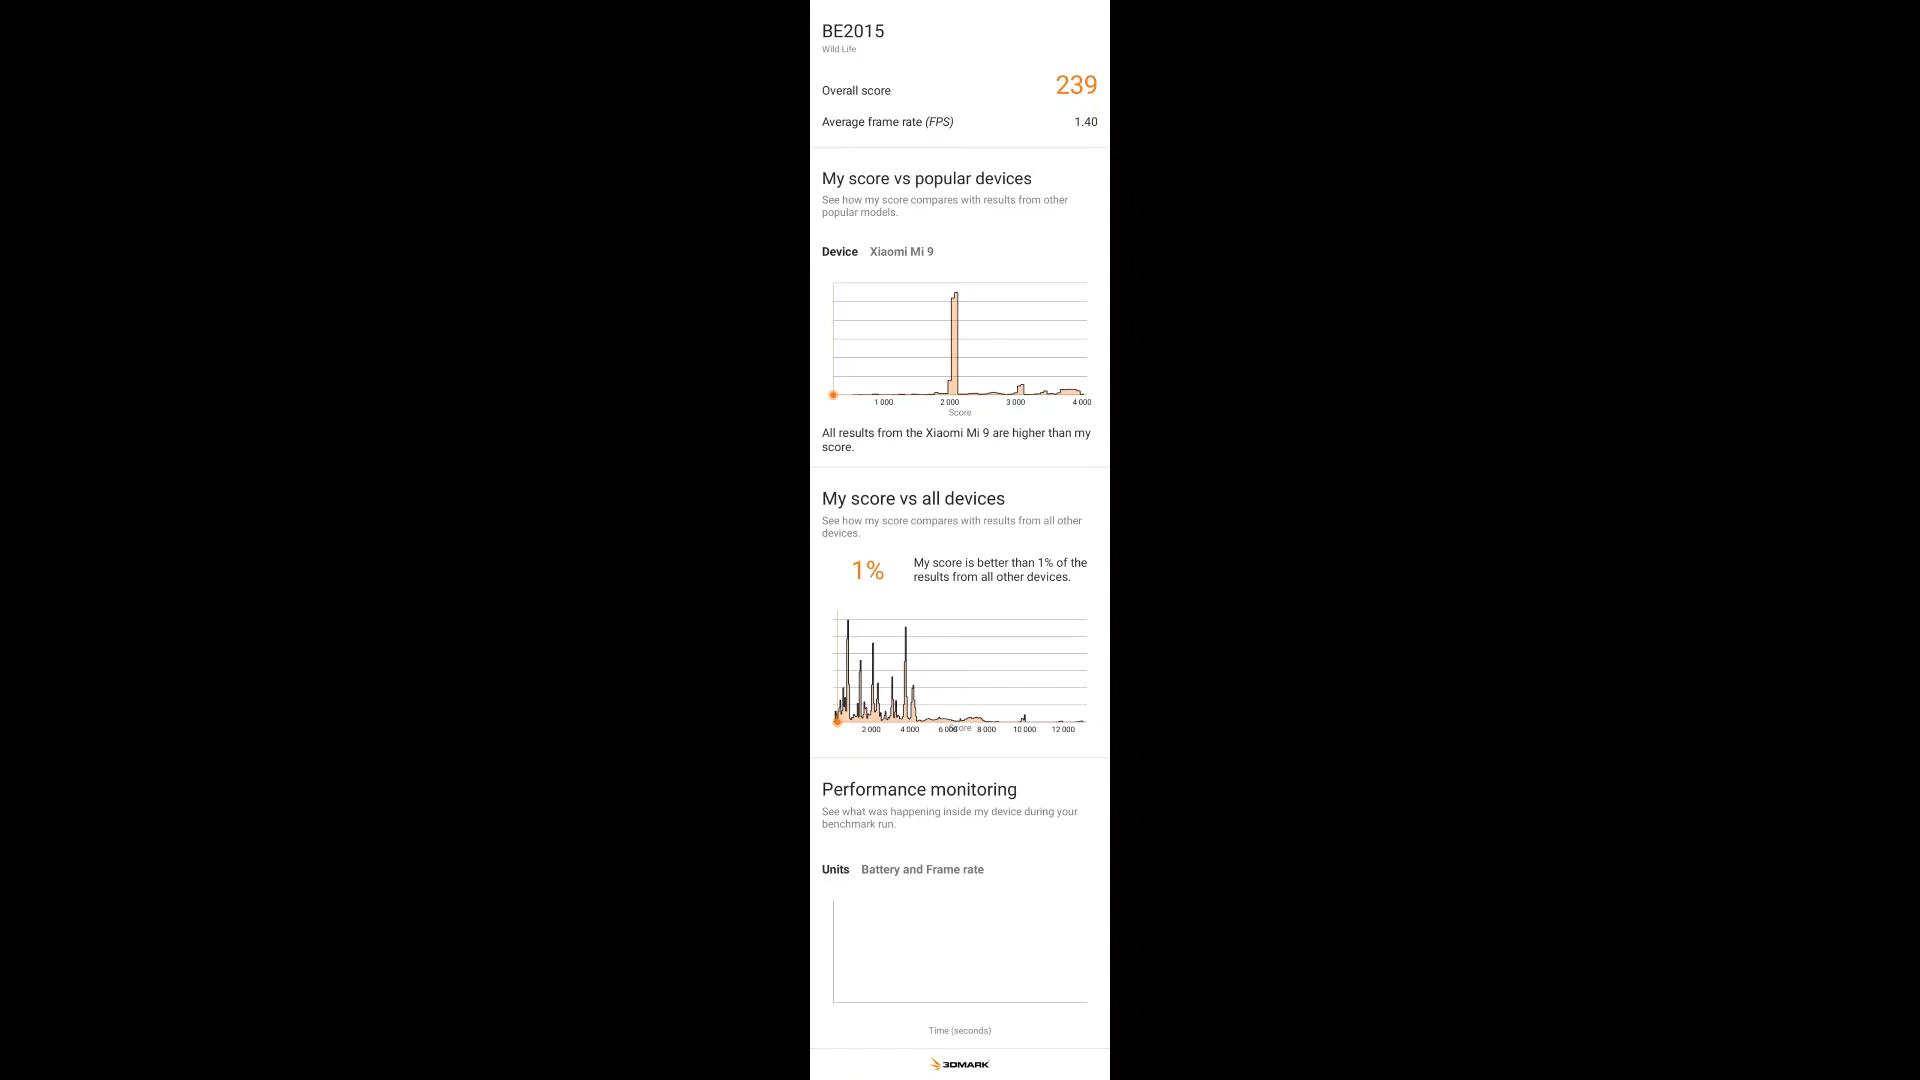 BE2015
Wild Life
Overall score 239
Average frame rate (FPS) 1.40
My score vs popular devices
See how my score compares with results from other
popular models.
Device Xiaomi Mi 9
1 000 2 000 3 000 4 000
Score
All results from the Xiaomi Mi 9 are higher than my
score.
My score vs all devices
See how my score compares with results from all other
devices.
1%
My score is better than 1% of the
results from all other devices.
2 000 4 000 6 000 8 000 10 000 12 000
Score
Performance monitoring
See what was happening inside my device during your
benchmark run.
Units Battery and Frame rate
Time (seconds)
3DMARK